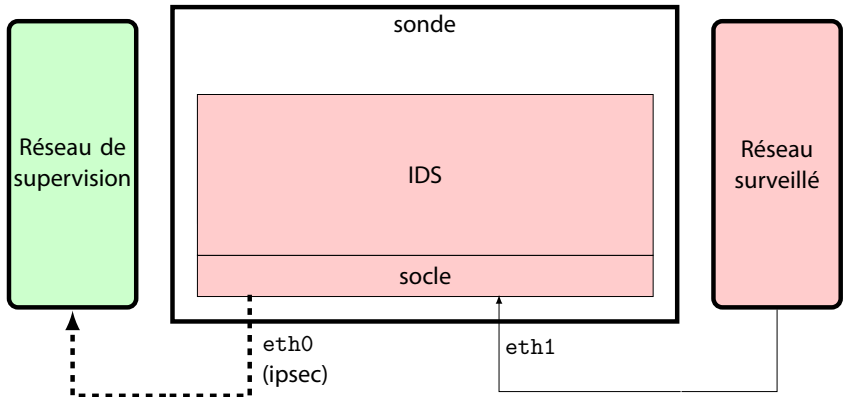 sonde
Réseau de
supervision
IDS
Réseau
surveillé
socle
eth0
(ipsec)
eth1